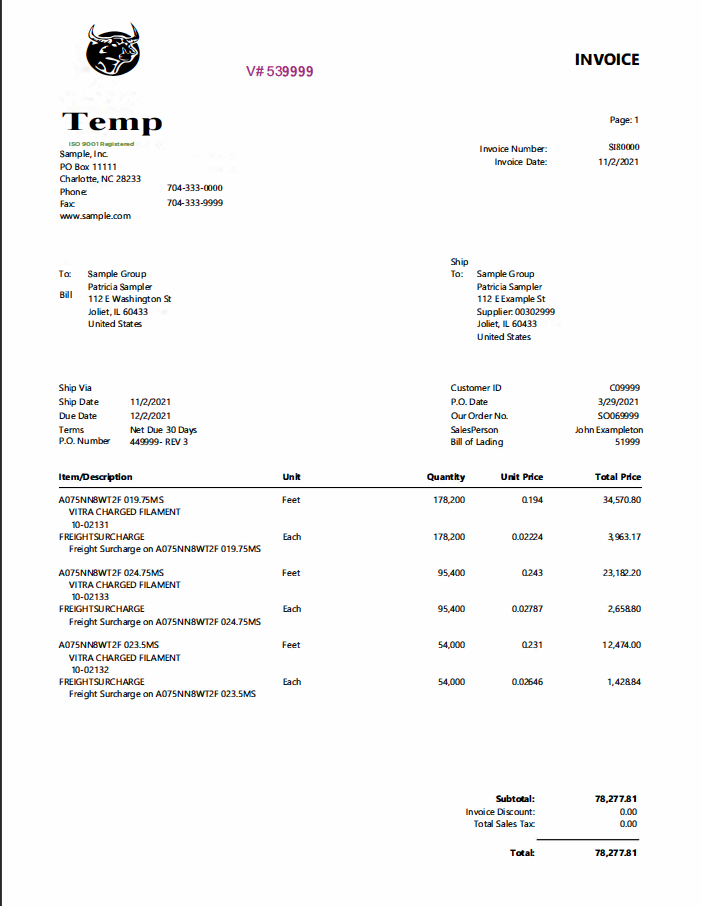 INVOICE
V# 539999
Temp
Page: 1
ISO 9001 Registered
Sample, Inc.
Invoice Number: SI80000
PO Box 11111
Invoice Date: 11/2/2021
Charlotte, NC 28233
Phone: 704-333-0000
Fax: 704-333-9999
www.sample.com
Ship
To: Sample Group To: Sample Group
Patricia Sampler Patricia Sampler
Bill 112 E Washington St 112 E Example St
Joliet, IL 60433 Supplier: 00302999
United States Joliet, IL 60433
United States
Ship Via Customer ID C09999
Ship Date 11/2/2021 P.O. Date 3/29/2021
Due Date 12/2/2021 Our Order No. SO069999
Terms Net Due 30 Days SalesPerson John Exampleton
P.O. Number 449999- REV 3 Bill of Lading 51999
Item/Description Unit Quantity Unit Price Total Price
A075NN8WT2F 019.75MS Feet 178,200 0.194 34,570.80
VITRA CHARGED FILAMENT
10-02131
FREIGHTSURCHARGE Each 178,200 0.02224 3,963.17
Freight Surcharge on A075NN8WT2F 019.75MS
A075NN8WT2F 024.75MS Feet 95,400 0.243 23,182.20
VITRA CHARGED FILAMENT
10-02133
FREIGHTSURCHARGE Each 95,400 0.02787 2,658.80
Freight Surcharge on A075NN8WT2F 024.75MS
A075NN8WT2F 023.5MS Feet 54,000 0.231 12,474.00
VITRA CHARGED FILAMENT
10-02132
FREIGHTSURCHARGE Each 54,000 0.02646 1,428.84
Freight Surcharge on A075NN8WT2F 023.5MS
Subtotal: 78,277.81
Invoice Discount: 0.00
Total Sales Tax: 0.00
Total: 78,277.81